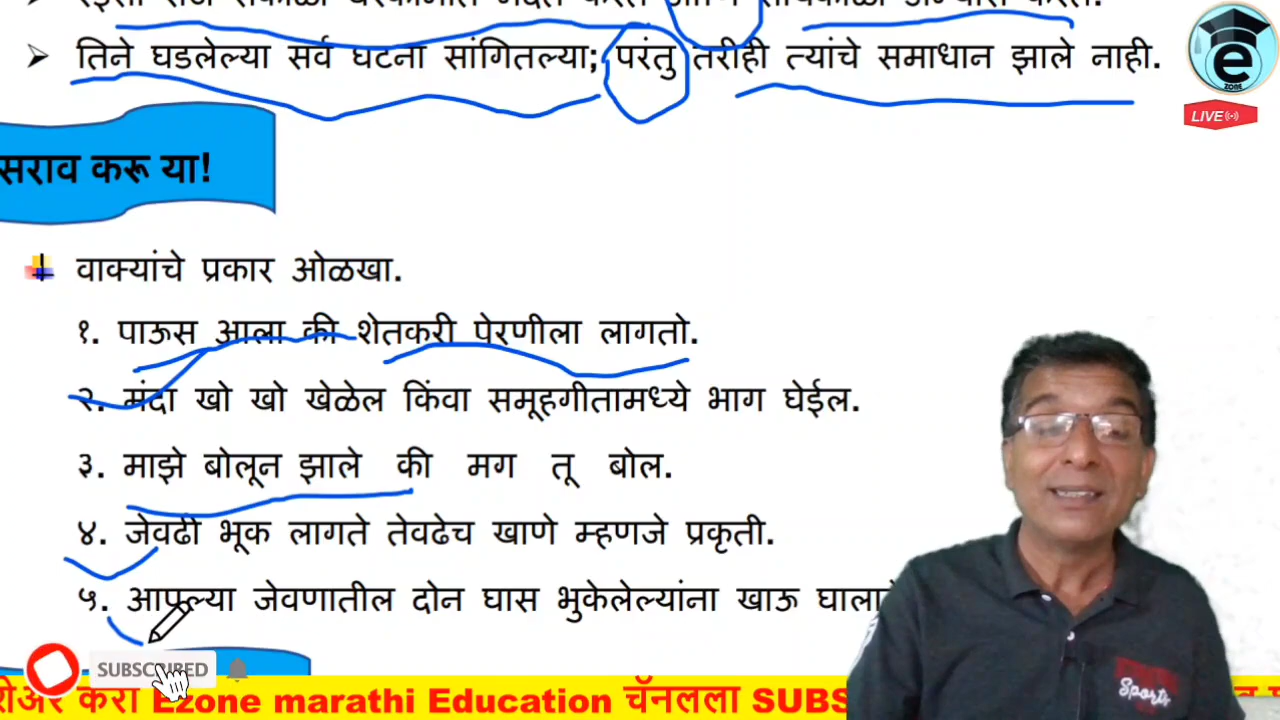 तिने घडलेल्या सर्व घटना सांगितल्या; परंतु तरीही त्यांचे समाधान झाले नाही.
e
ZONE
LIVE
सराव करू या!
वाक्यांचे प्रकार ओळखा.
१. पाऊस आला की शेतकरी पेरणीला लागतो.
२. मंदा खो खो खेळेल किंवा समूहगीतामध्ये भाग घेईल.
३. माझे बोलून झाले की मग तू बोल.
४. जेवढी भूक लागते तेवढेच खाणे म्हणजे प्रकृती.
५. आपल्या जेवणातील दोन घास भुकेलेल्यांना खाऊ
SUBSCRIBED
करा Ezone marathi Education चॅनलला
Sports